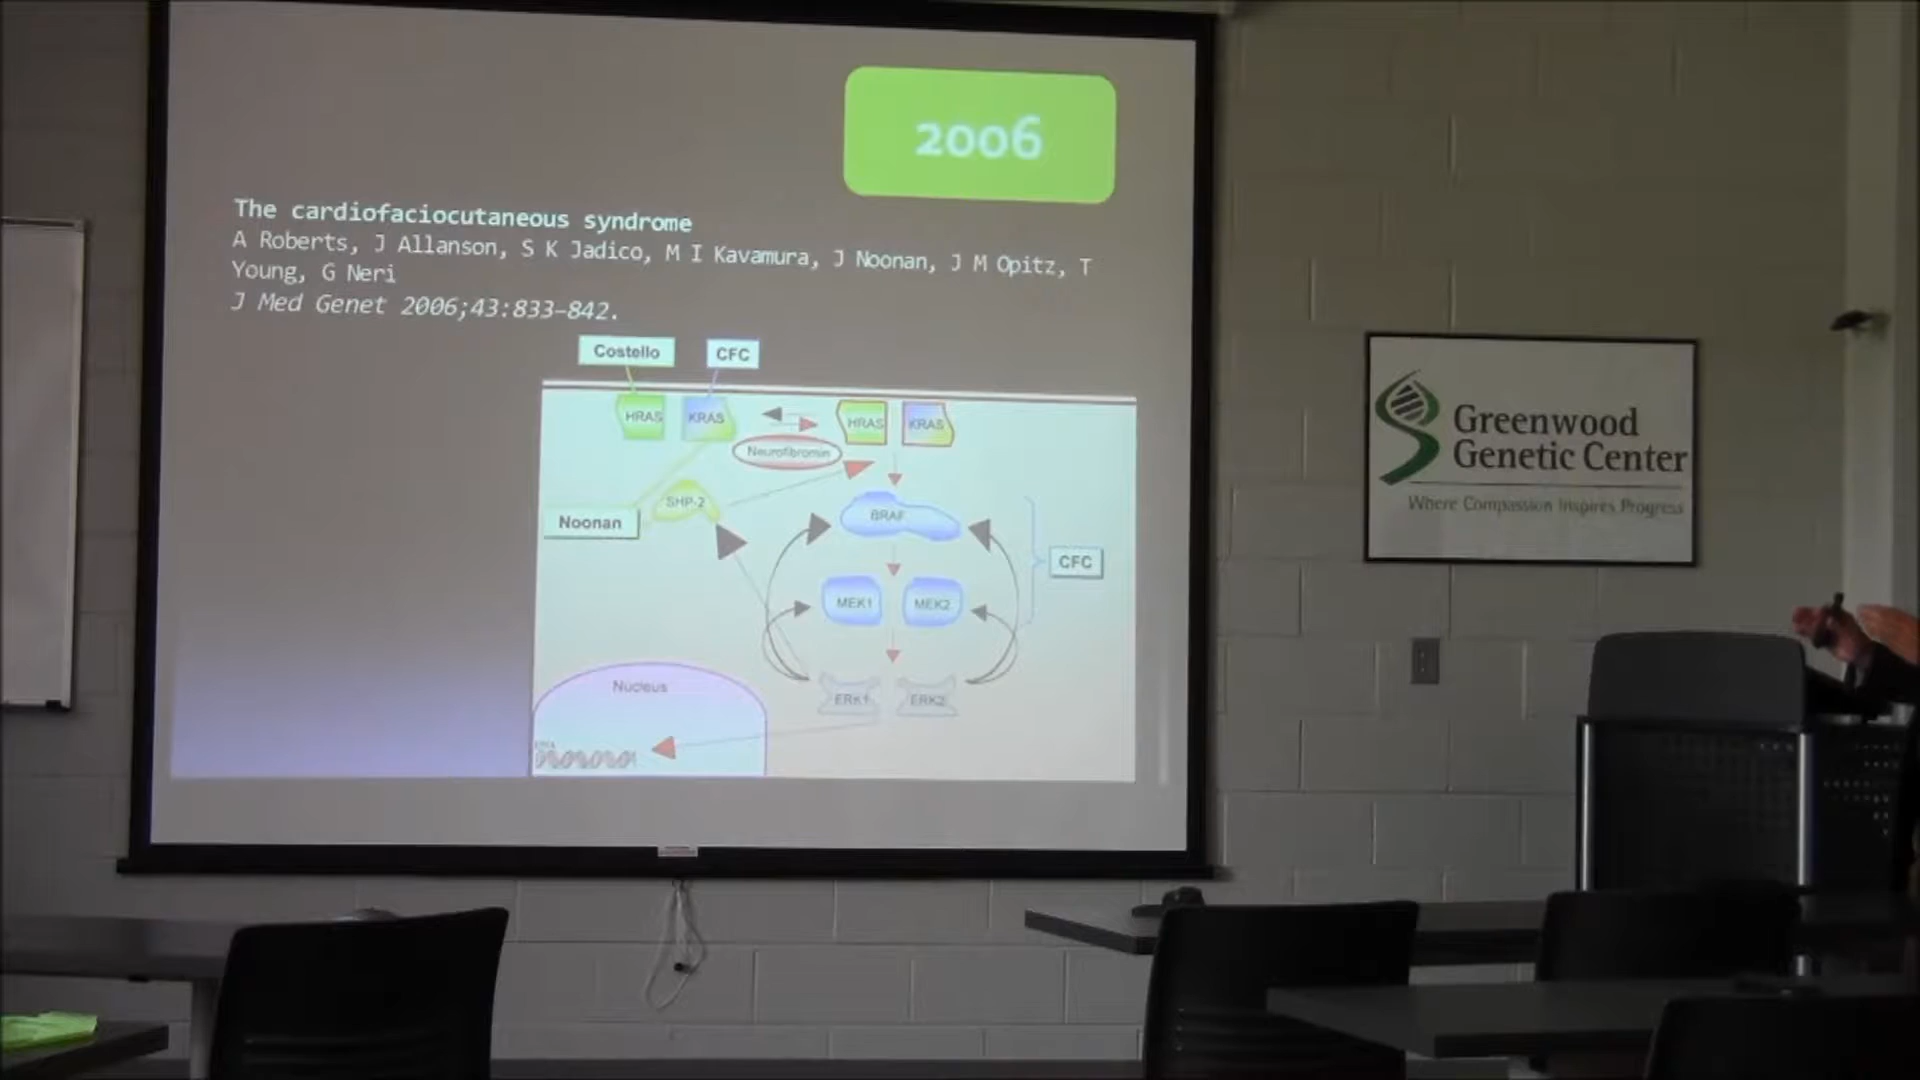 2006
The cardiofaciocutaneous syndrome
A Roberts, J Allanson, S K Jadico, M I Kavamura, J Noonan, J M Opitz, T
Young, G Neri
J Med Genet 2006;43:833–842.
Costello
CFC
HRAS
KRAS
HRAS
KRAS
Neurofibromin
SHP-2
Noonan
BRAF
CFC
MEK1
MEK2
ERK1
ERK2
Nucleus
Greenwood
Genetic Center
Where Compassion Inspires Progress